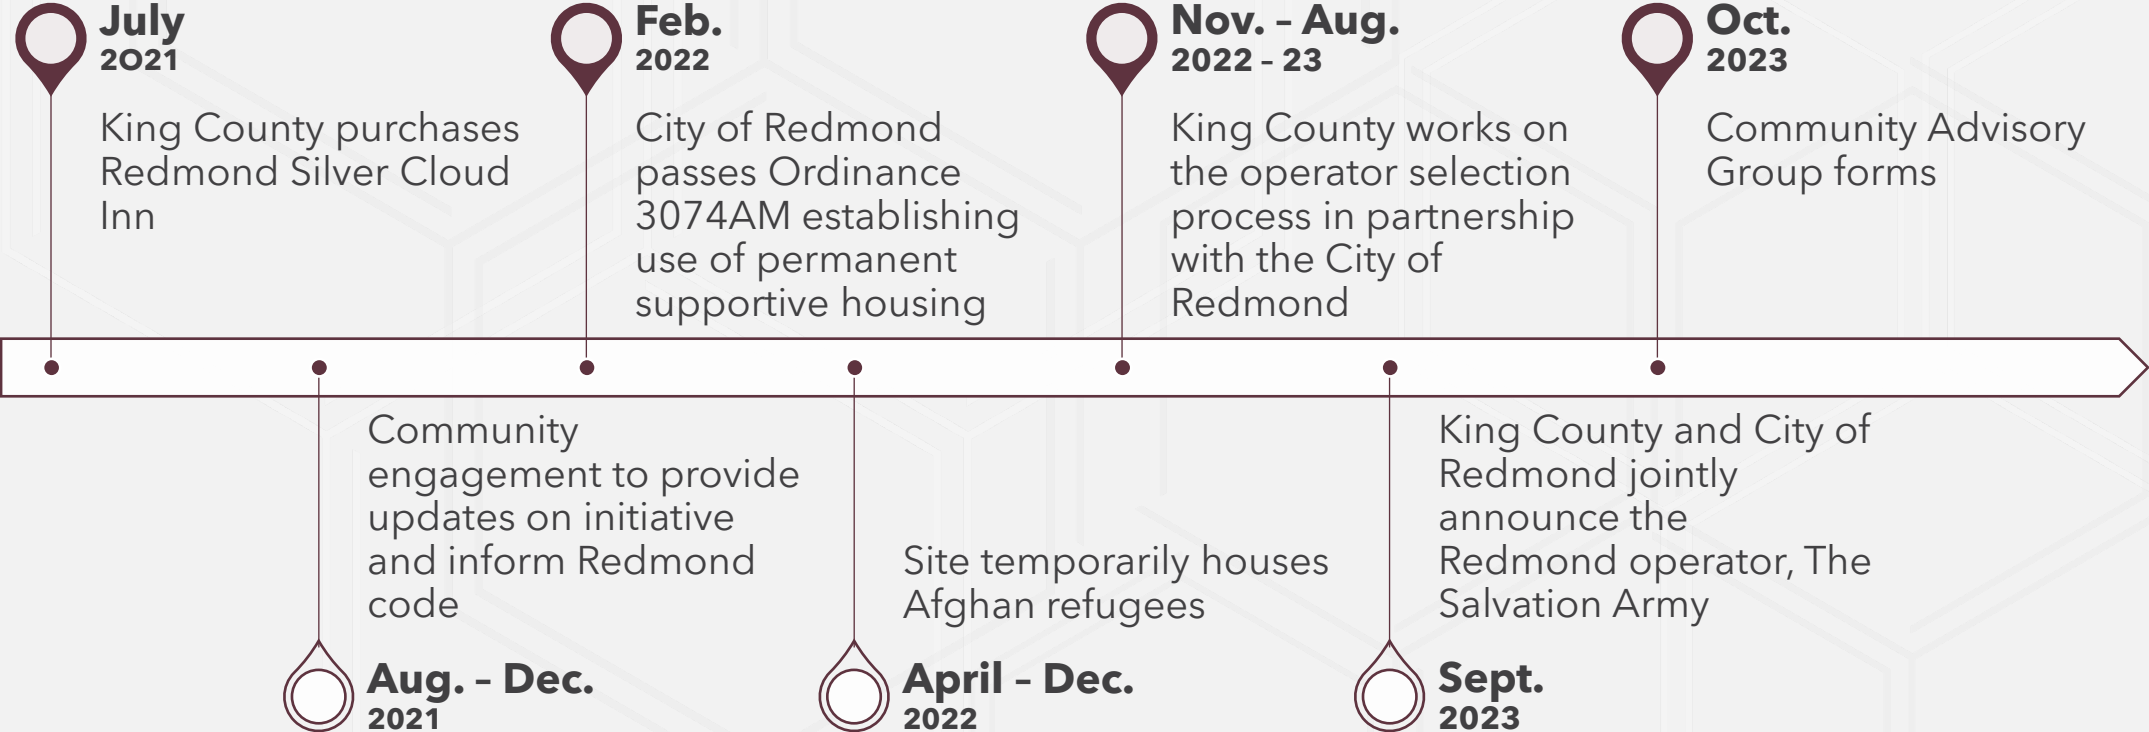 July
2021
King County purchases
Redmond Silver Cloud
Inn
Aug. – Dec.
2021
Community
engagement to provide
updates on initiative
and inform Redmond
code
Feb.
2022
City of Redmond
passes Ordinance
3074AM establishing
use of permanent
supportive housing
April – Dec.
2022
Site temporarily houses
Afghan refugees
Nov. – Aug.
2022 – 23
King County works on
the operator selection
process in partnership
with the City of
Redmond
Sept.
2023
King County and City of
Redmond jointly
announce the
Redmond operator, The
Salvation Army
Oct.
2023
Community Advisory
Group forms